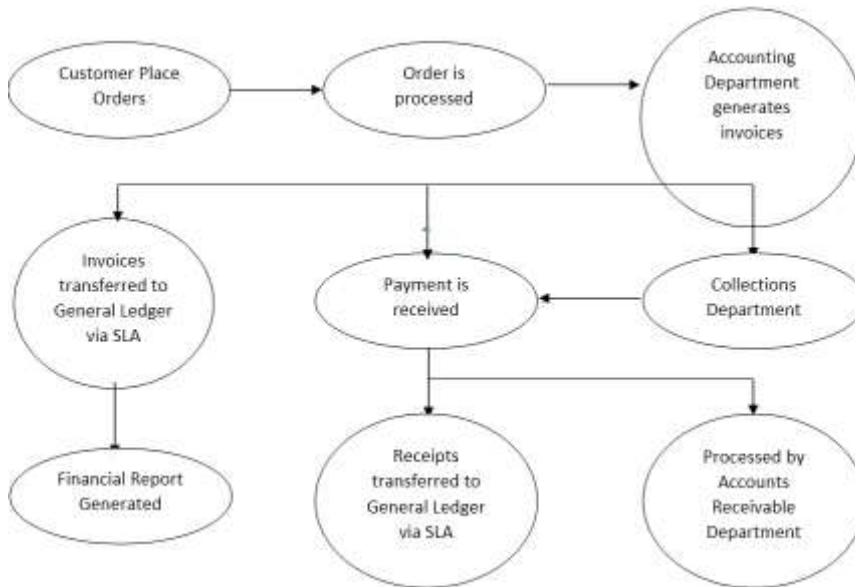 Customer Place
Orders
Order is
processed
Accounting
Department
generates
invoices
Invoices
transferred to
General Ledger
via SLA
Payment is
received
Collections
Department
Financial Report
Generated
Receipts
transferred to
General Ledger
via SLA
Processed by
Accounts
Receivable
Department